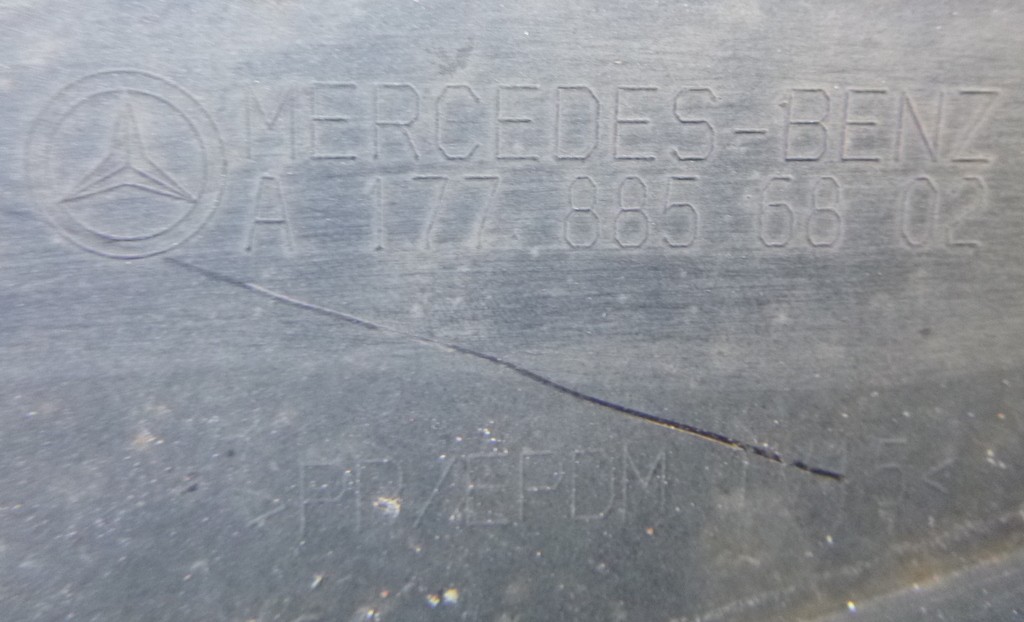 MERCEDES-BENZ
A 177 885 68 02
>PP/EPDM